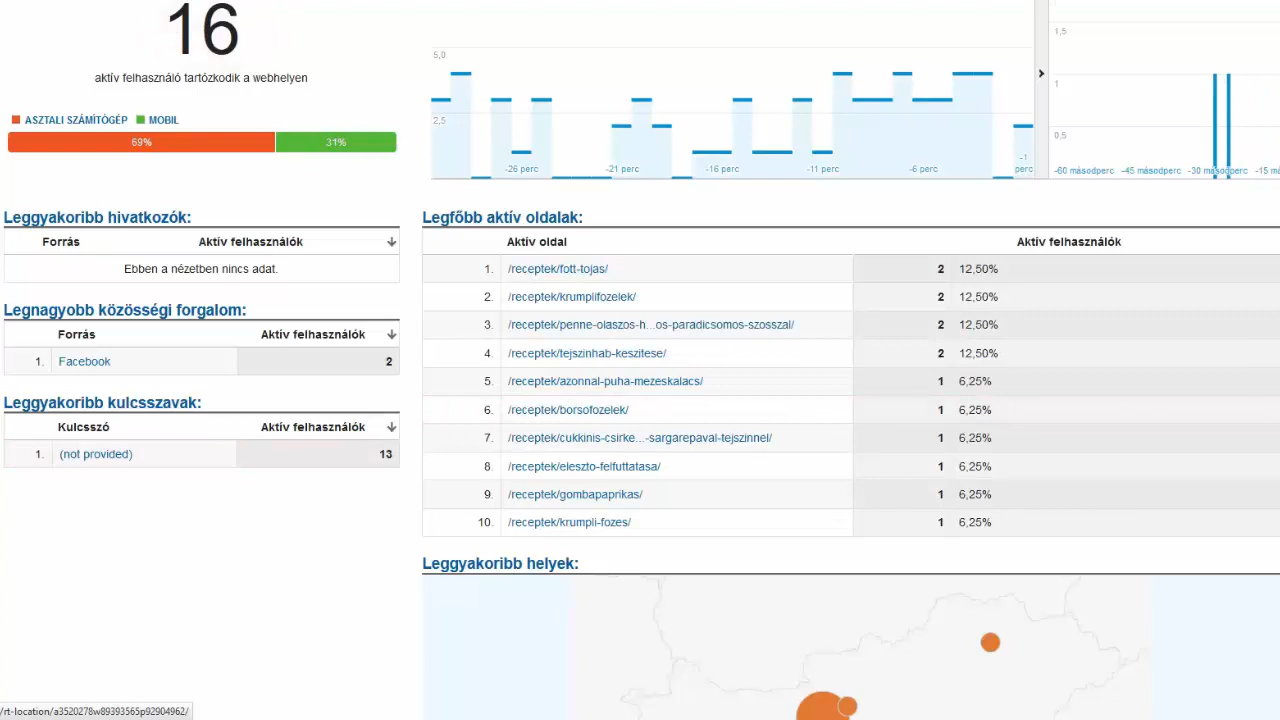 16
aktív felhasználó tartózkodik a webhelyen
ASZTALI SZÁMÍTÓGÉP MOBIL
69% 31%
5,0
2,5
-26 perc -21 perc -16 perc -11 perc -6 perc -1 perc
1,5
1
0,5
-60 másodperc -45 másodperc -30 másodperc
Leggyakoribb hivatkozók:
Forrás Aktív felhasználók
Ebben a nézetben nincs adat.
Legnagyobb közösségi forgalom:
Forrás Aktív felhasználók
1. Facebook 2
Leggyakoribb kulcsszavak:
Kulcsszó Aktív felhasználók
1. (not provided) 13
Legfőbb aktív oldalak:
Aktív oldal Aktív felhasználók
1. /receptek/fott-tojas/ 2 12,50%
2. /receptek/krumplifozelek/ 2 12,50%
3. /receptek/penne-olaszos-h...os-paradicsomos-szosszal/ 2 12,50%
4. /receptek/tejszinhab-keszitese/ 2 12,50%
5. /receptek/azonnal-puha-mezeskalacs/ 1 6,25%
6. /receptek/borsofozelek/ 1 6,25%
7. /receptek/cukkinis-csirke...-sargarepaval-tejszinnel/ 1 6,25%
8. /receptek/eleszto-felfuttatasa/ 1 6,25%
9. /receptek/gombapaprikas/ 1 6,25%
10. /receptek/krumpli-fozes/ 1 6,25%
Leggyakoribb helyek:
/rt-location/a3520278w89393565p92904962/